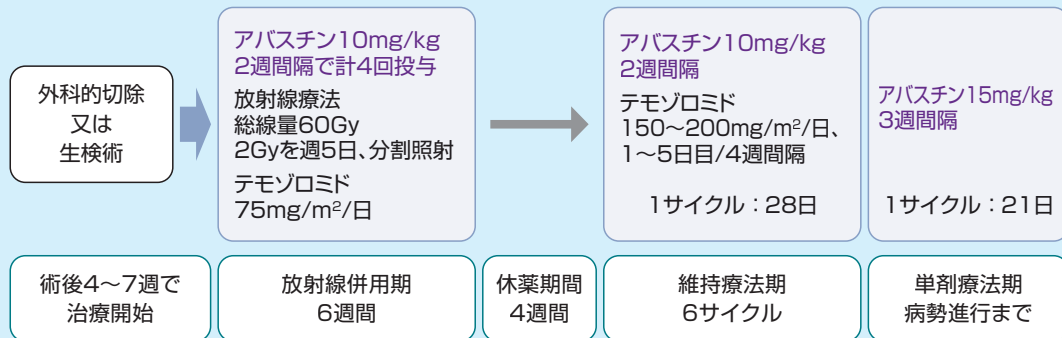 外科的切除
又は
生検術
アバスチン10mg/kg
2週間隔で計4回投与
放射線療法
総線量60Gy
2Gyを週5日、分割照射
テモゾロミド
75mg/m²/日
アバスチン10mg/kg
2週間隔
テモゾロミド
150〜200mg/m²/日、
1〜5日目/4週間隔
1サイクル：28日
アバスチン15mg/kg
3週間隔
1サイクル：21日
術後4〜7週で
治療開始
放射線併用期
6週間
休薬期間
4週間
維持療法期
6サイクル
単剤療法期
病勢進行まで